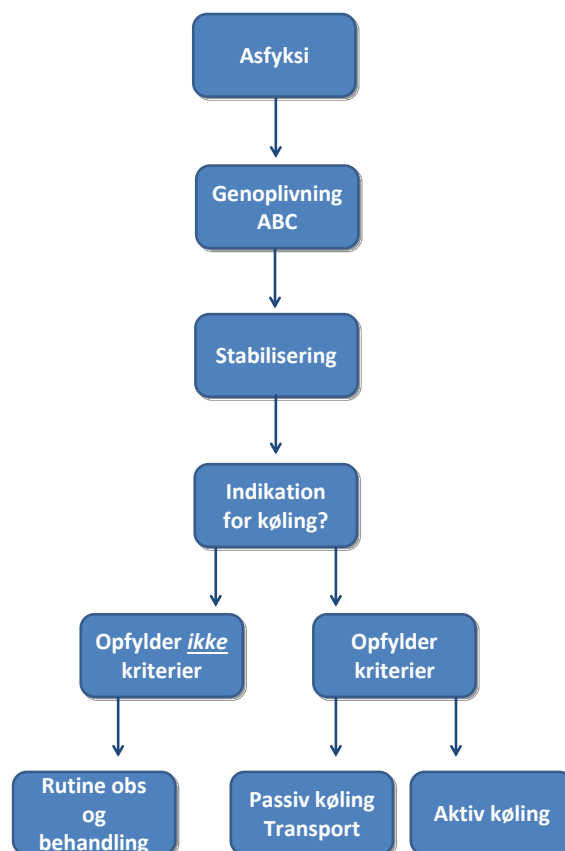 Asfyksi
Genoplivning
ABC
Stabilisering
Indikation
for køling?
Opfylder ikke
kriterier
Opfylder
kriterier
Rutine obs
og
behandling
Passiv køling
Transport
Aktiv køling